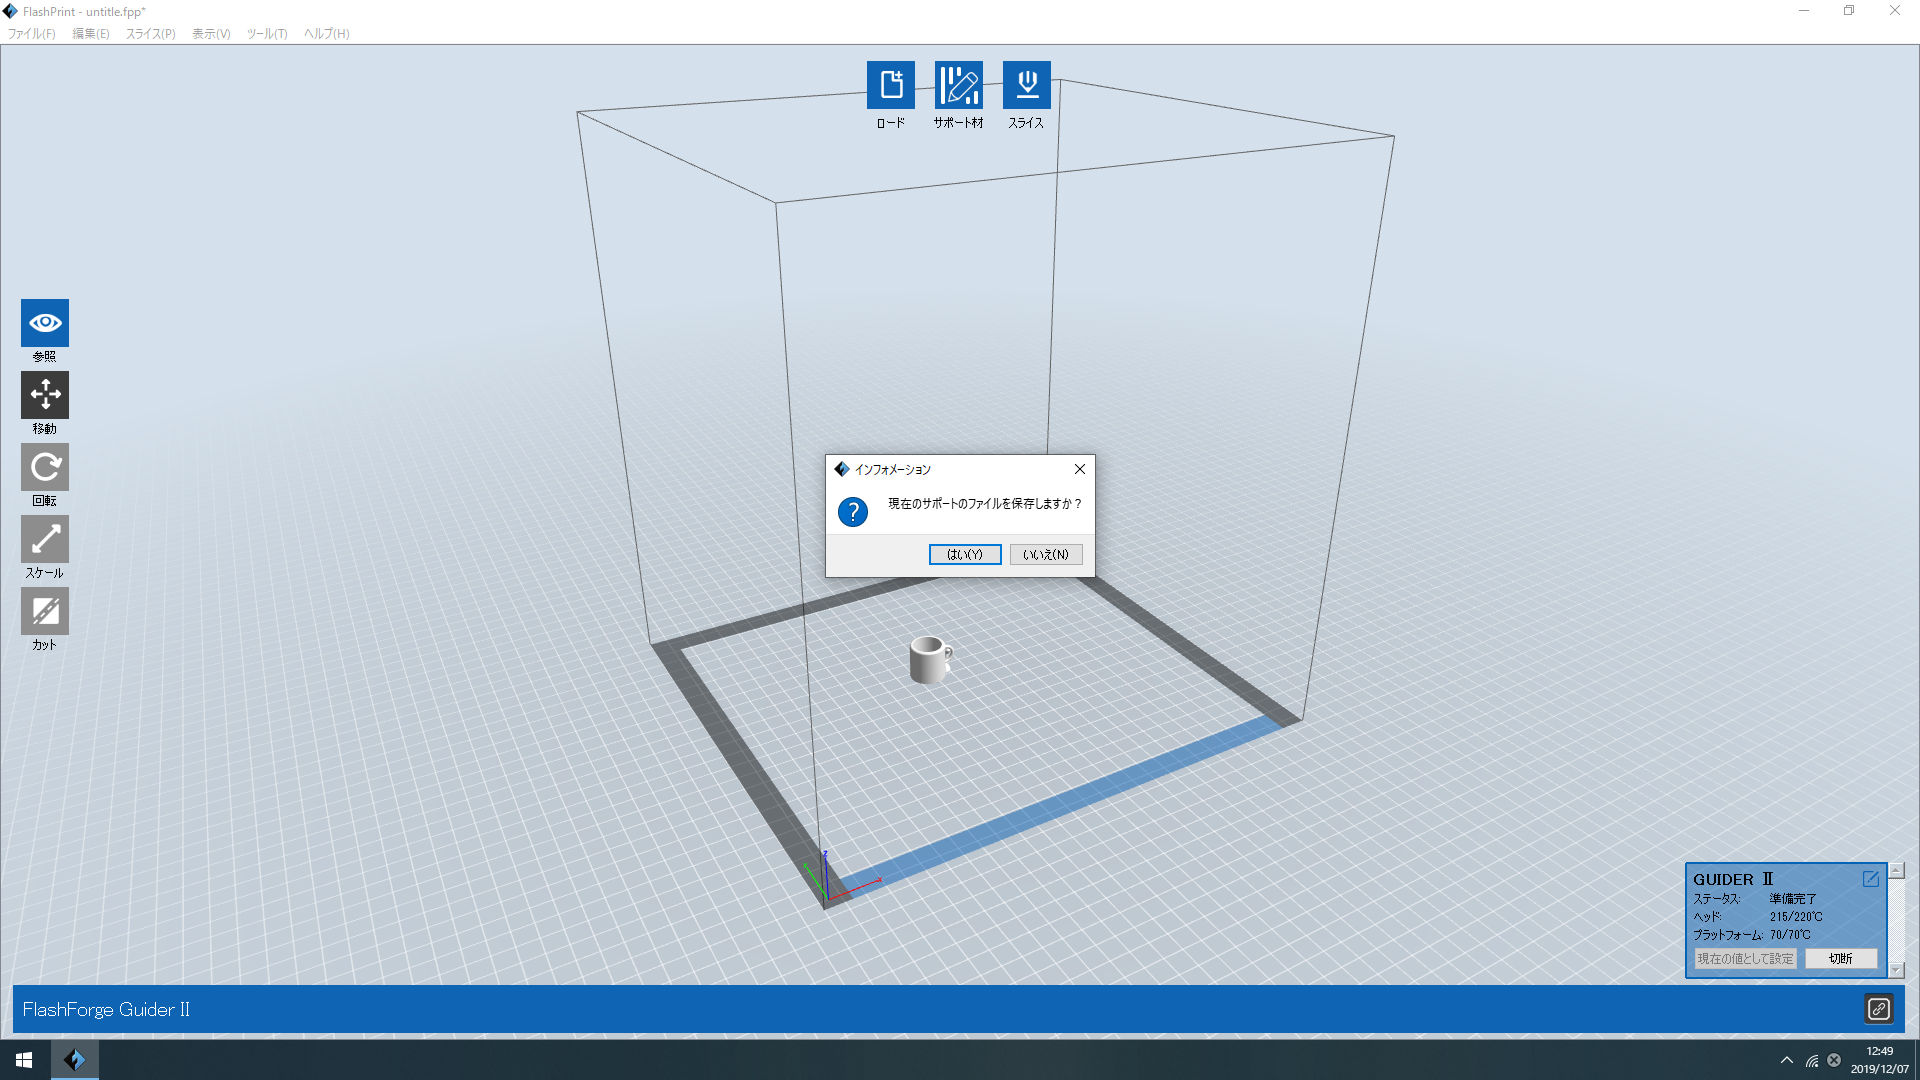 FlashPrint - untitle.fpp*
ファイル(F) 編集(E) スライス(P) 表示(V) ツール(T) ヘルプ(H)
ロード サポート材 スライス
参照
移動
回転
スケール
カット
インフォメーション
?
現在のサポートのファイルを保存しますか？
はい(Y) いいえ(N)
z
x
GUIDER Ⅱ
ステータス: 準備完了
ヘッド: 215/220℃
プラットフォーム: 70/70℃
現在の値として設定 切断
FlashForge Guider II
12:49
2019/12/07